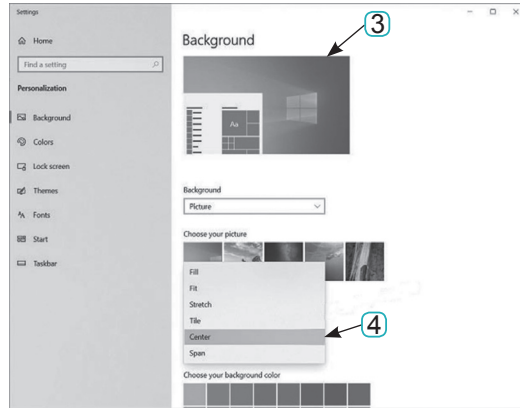 Settings
Home
Find a setting
Personalization
Background
Colors
Lock screen
Themes
Fonts
Start
Taskbar
Background
3
Aa
Background
Picture
Choose your picture
Fill
Fit
Stretch
Tile
Center
4
Span
Choose your background color